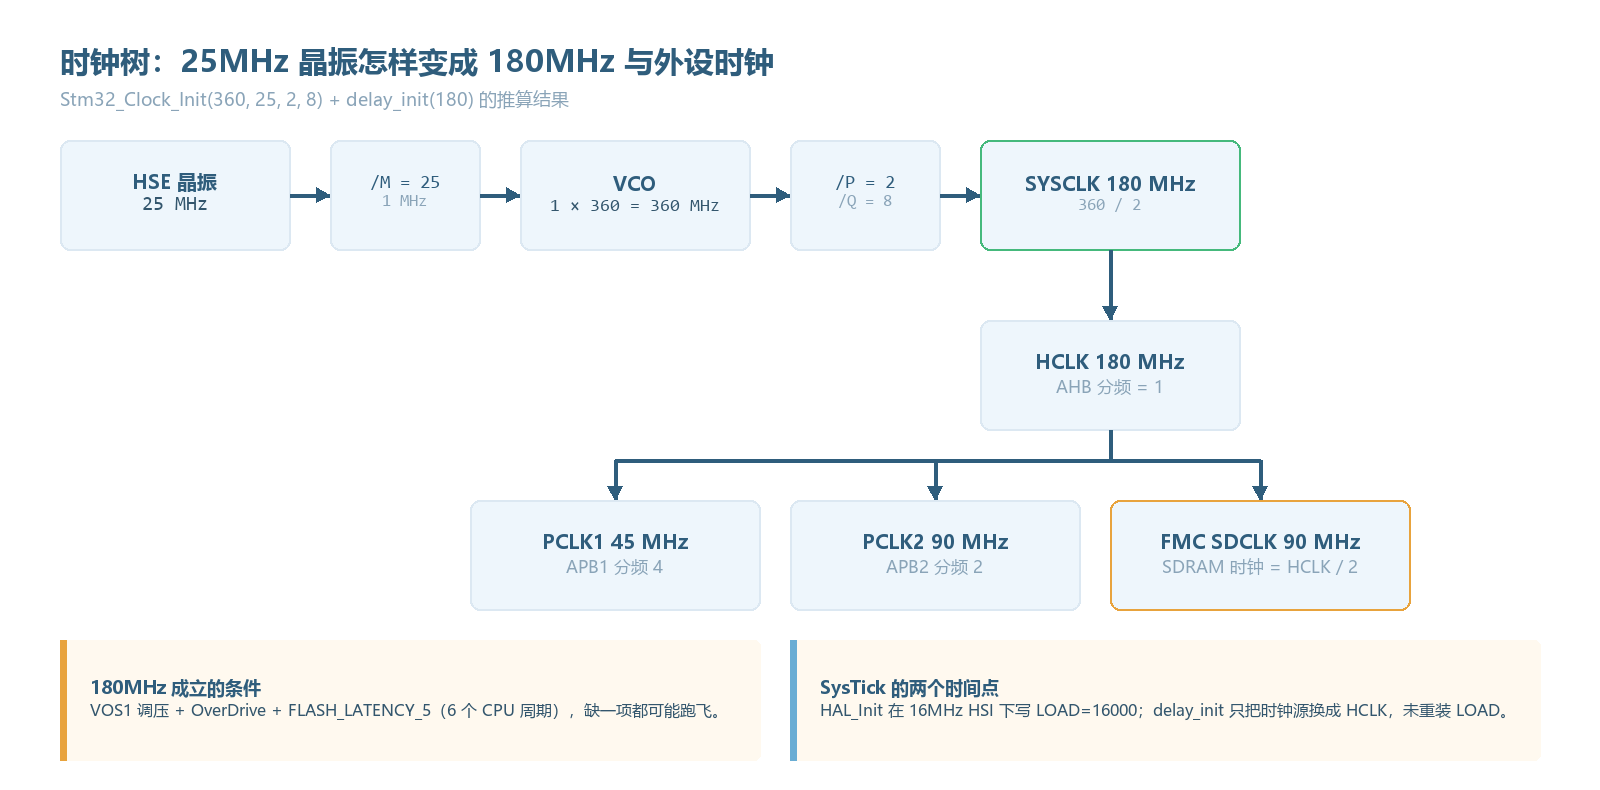 时钟树：25MHz 晶振怎样变成 180MHz 与外设时钟
Stm32_Clock_Init(360, 25, 2, 8) + delay_init(180) 的推算结果
HSE 晶振
25 MHz
/M = 25
1 MHz
VCO
1 × 360 = 360 MHz
/P = 2
/Q = 8
SYSCLK 180 MHz
360 / 2
HCLK 180 MHz
AHB 分频 = 1
PCLK1 45 MHz
APB1 分频 4
PCLK2 90 MHz
APB2 分频 2
FMC SDCLK 90 MHz
SDRAM 时钟 = HCLK / 2
180MHz 成立的条件
VOS1 调压 + OverDrive + FLASH_LATENCY_5（6 个 CPU 周期），缺一项都可能跑飞。
SysTick 的两个时间点
HAL_Init 在 16MHz HSI 下写 LOAD=16000；delay_init 只把时钟源换成 HCLK，未重装 LOAD。